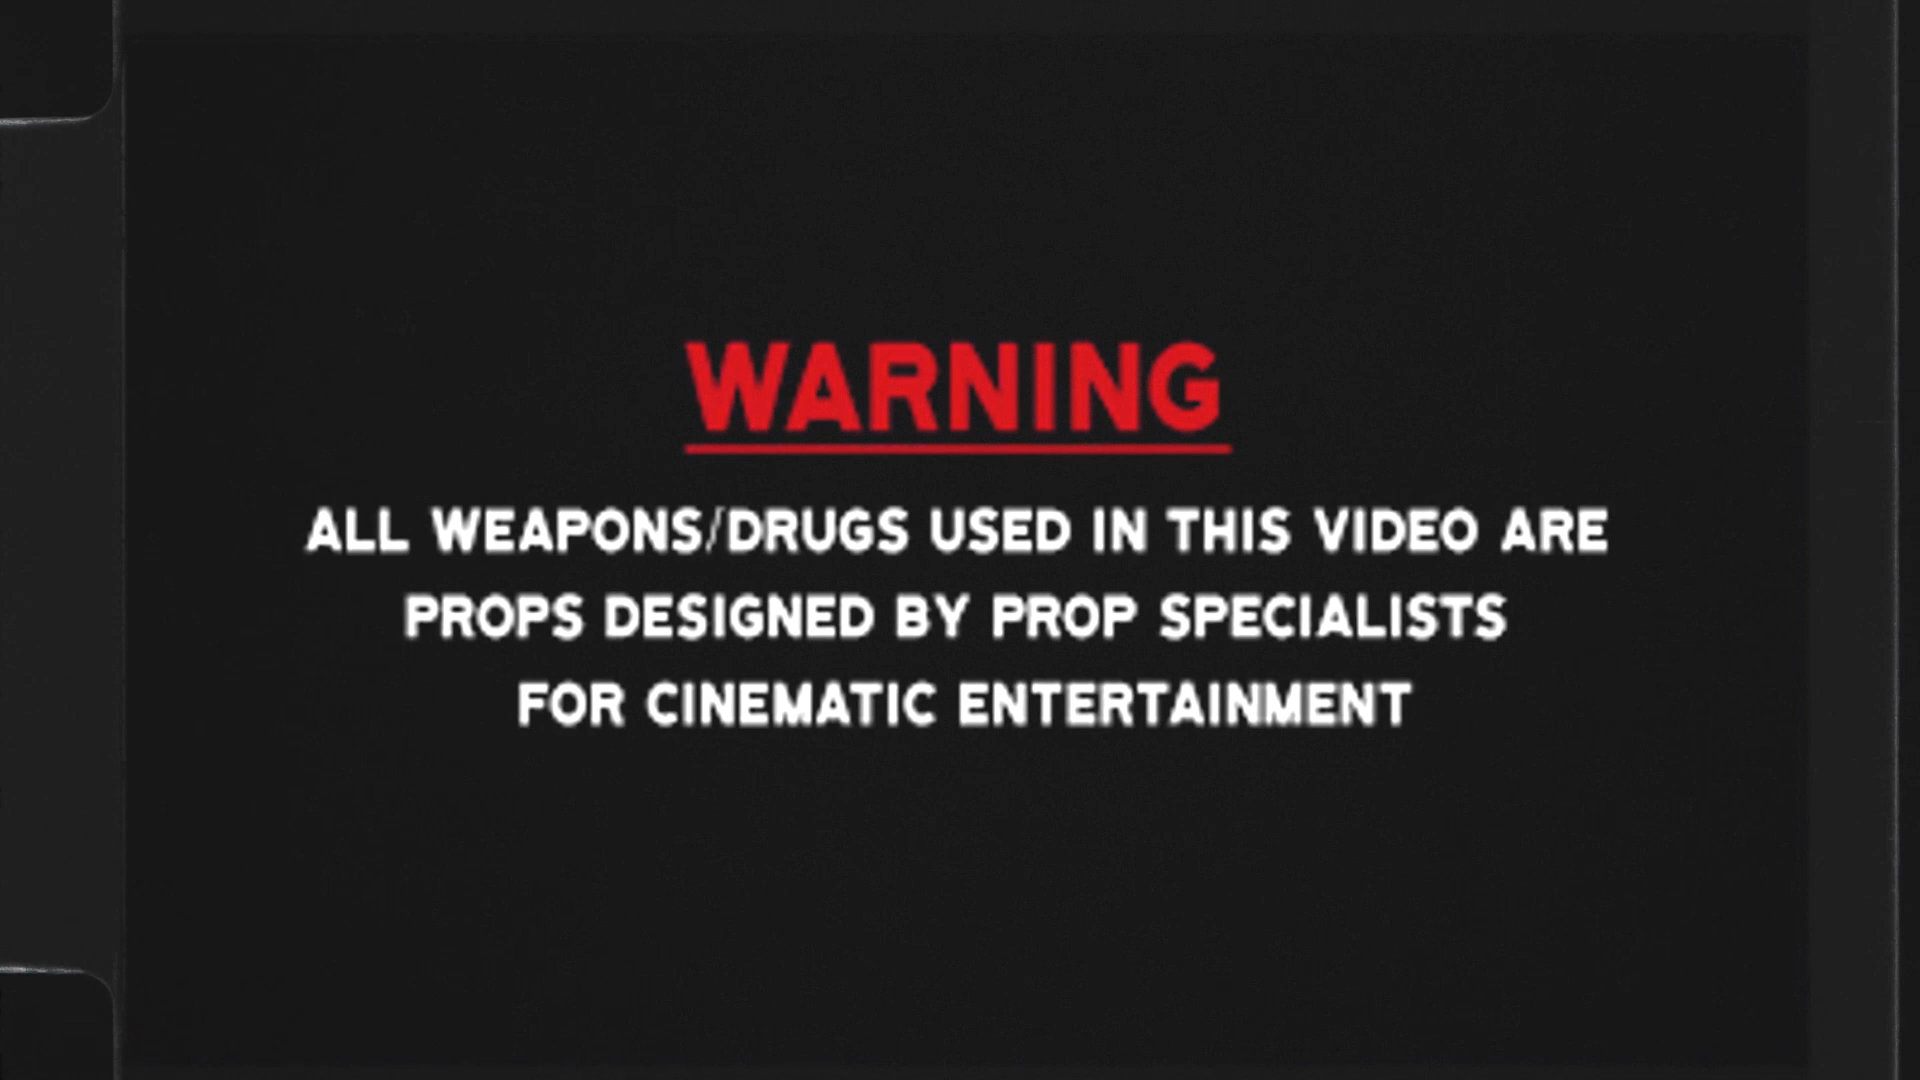 WARNING
ALL WEAPONS/DRUGS USED IN THIS VIDEO ARE
PROPS DESIGNED BY PROP SPECIALISTS
FOR CINEMATIC ENTERTAINMENT